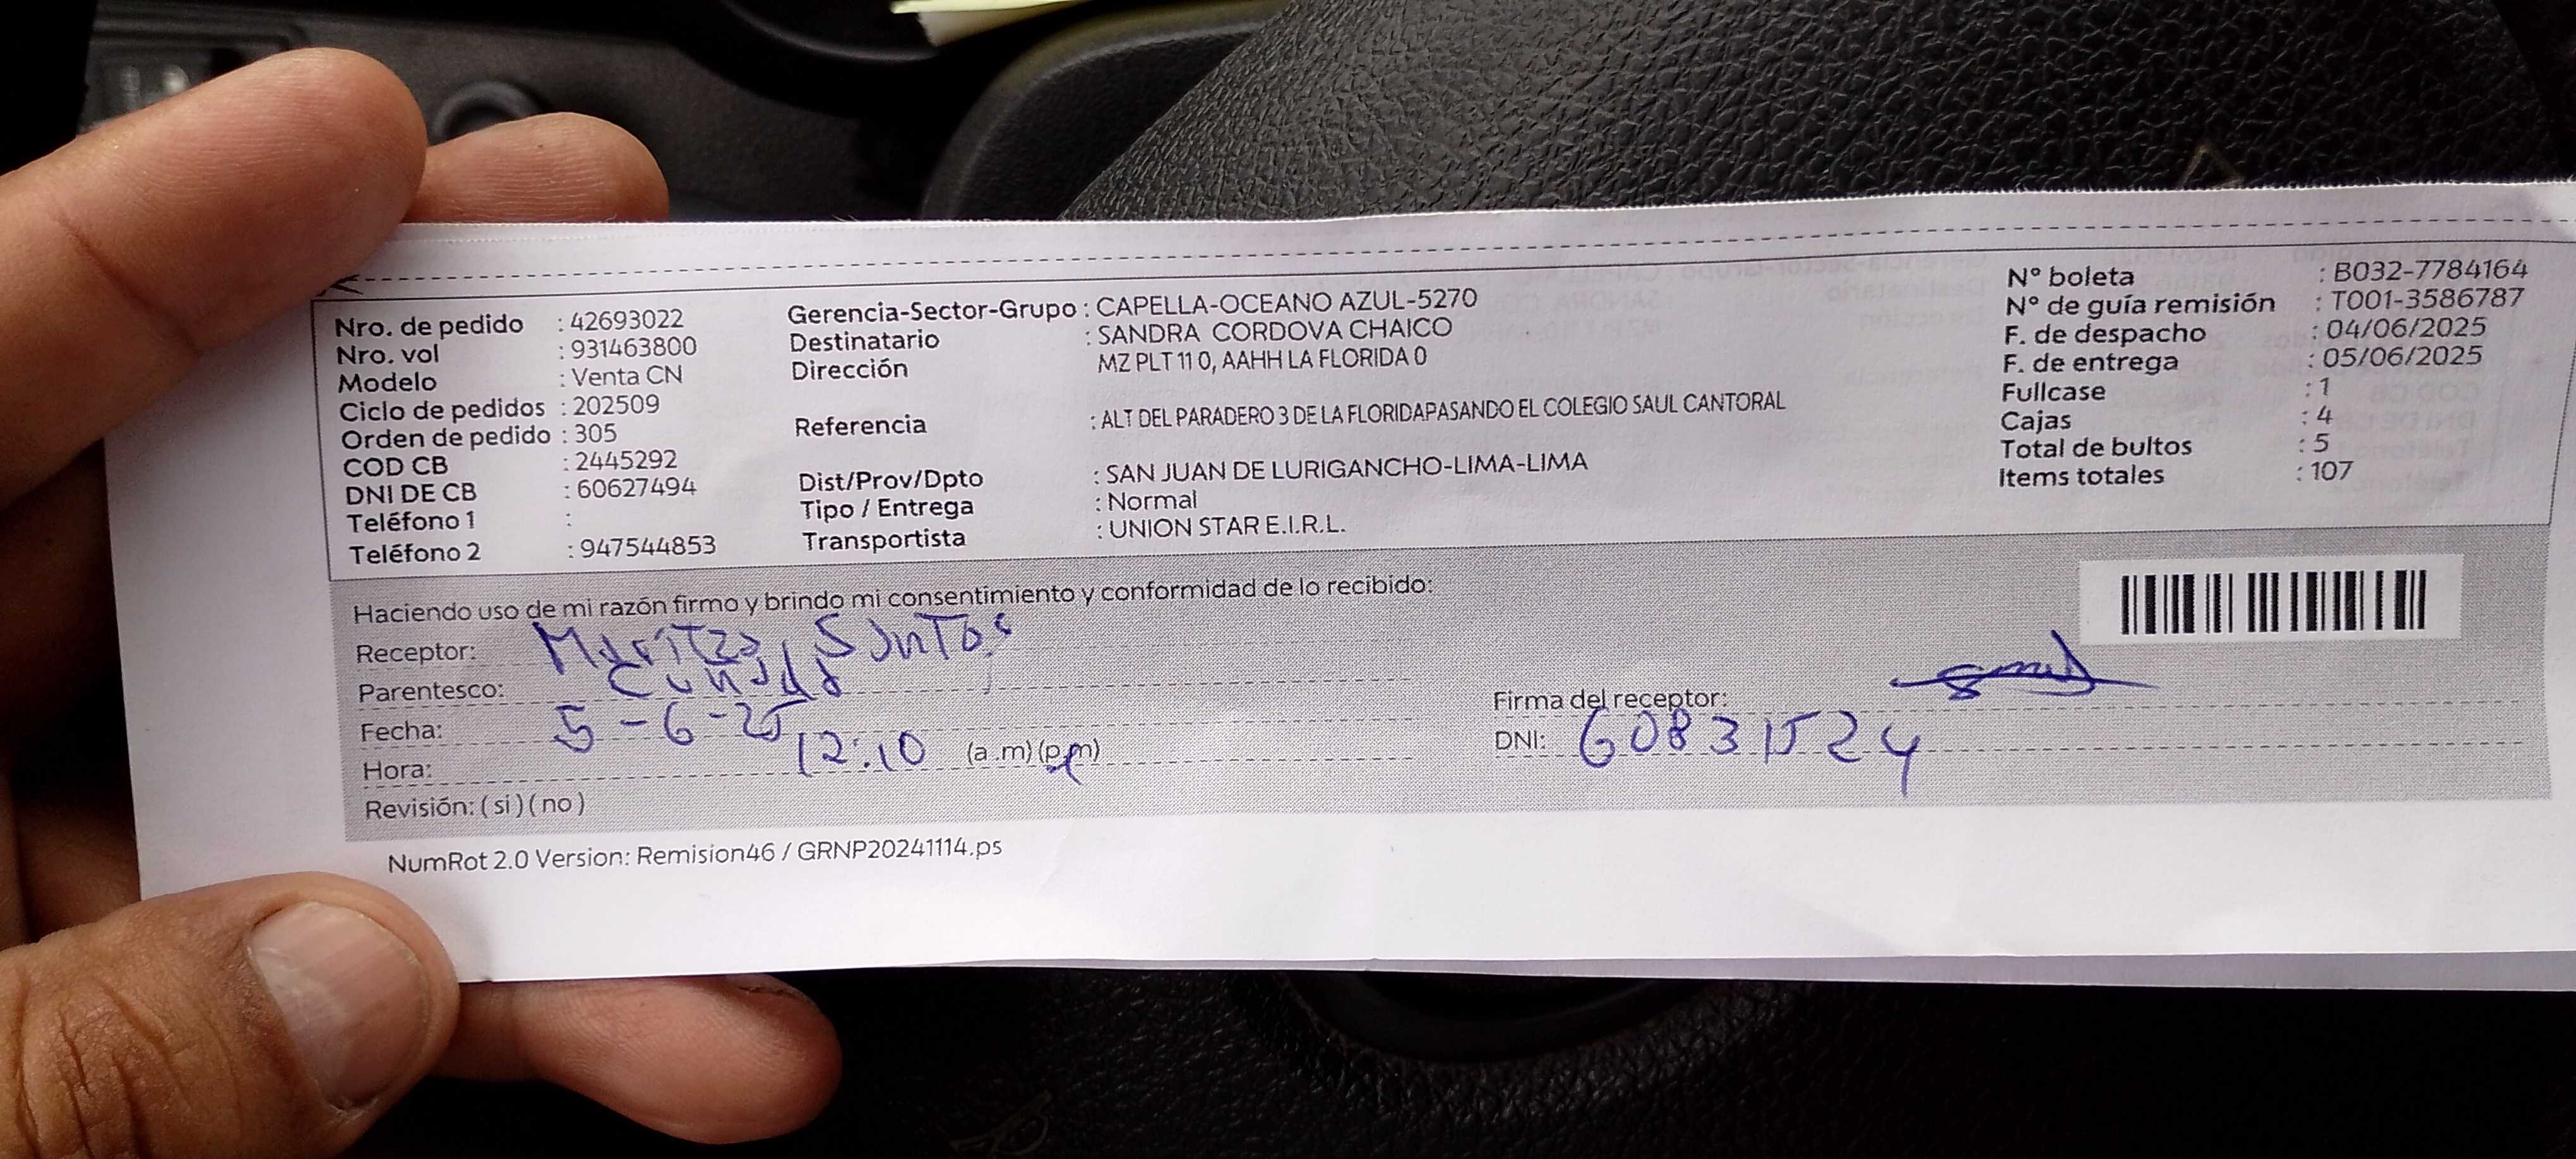 Nro. de pedido : 42693022
Nro. vol : 931463800
Modelo : Venta CN
Ciclo de pedidos : 202509
Orden de pedido : 305
COD CB : 2445292
DNI DE CB : 60627494
Teléfono 1 :
Teléfono 2 : 947544853
Gerencia-Sector-Grupo : CAPELLA-OCEANO AZUL-5270
Destinatario : SANDRA CORDOVA CHAICO
Dirección MZ PLT 11 0, AAHH LA FLORIDA 0
Referencia : ALT DEL PARADERO 3 DE LA FLORIDAPASANDO EL COLEGIO SAUL CANTORAL
Dist/Prov/Dpto : SAN JUAN DE LURIGANCHO-LIMA-LIMA
Tipo / Entrega : Normal
Transportista : UNION STAR E.I.R.L.
N° boleta : B032-7784164
N° de guía remisión : T001-3586787
F. de despacho : 04/06/2025
F. de entrega : 05/06/2025
Fullcase : 1
Cajas : 4
Total de bultos : 5
Items totales : 107
Haciendo uso de mi razón firmo y brindo mi consentimiento y conformidad de lo recibido:
Receptor: Maritza Santos
Parentesco: Cuñada
Fecha: 5-6-25
Hora: 12:10 (a.m) (p.m)
Revisión: (si) (no)
Firma del receptor:
DNI: 60831524
NumRot 2.0 Version: Remision46 / GRNP20241114.ps